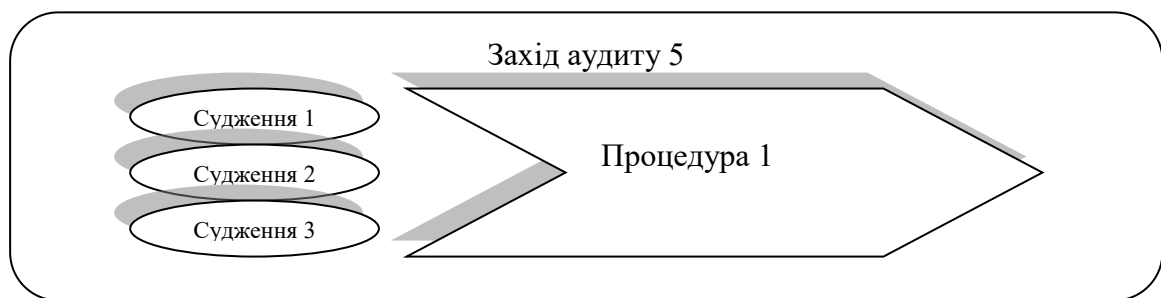 Захід аудиту 5
Судження 1
Судження 2
Судження 3
Процедура 1